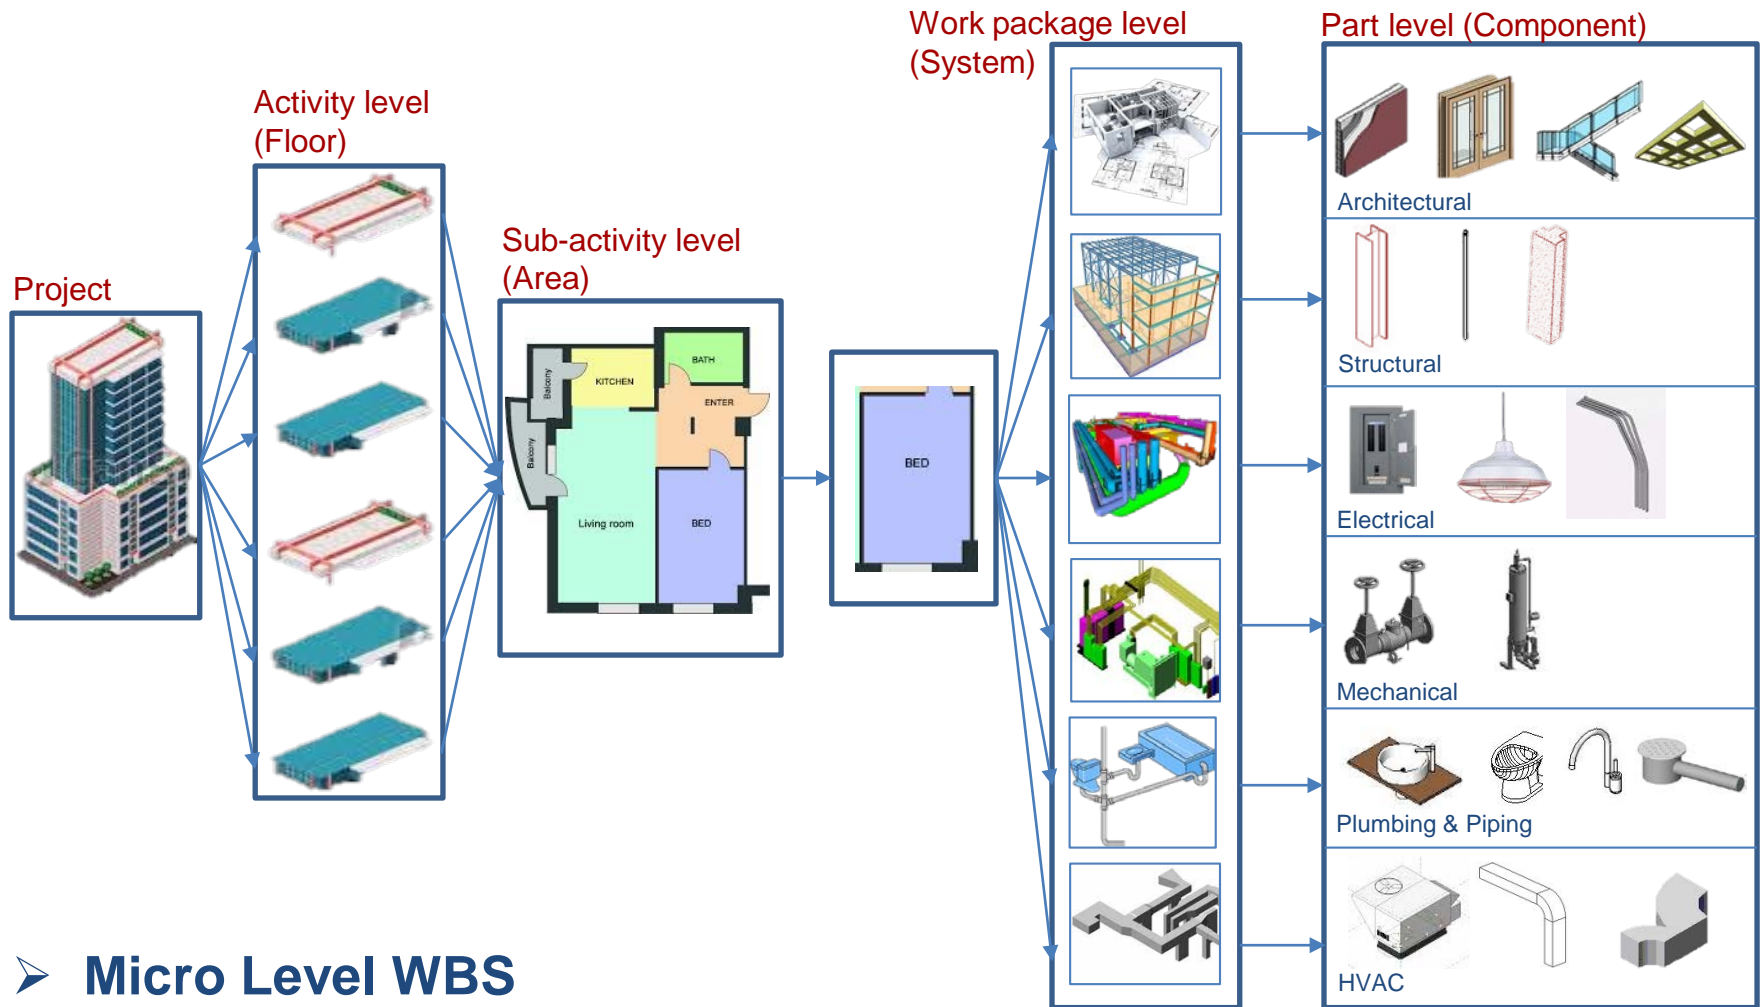 Project
Activity level
(Floor)
Sub-activity level
(Area)
Balcony
KITCHEN
BATH
ENTER
Balcony
Living room
BED
BED
Work package level
(System)
Part level (Component)
Architectural
Structural
Electrical
Mechanical
Plumbing & Piping
HVAC
➢ Micro Level WBS